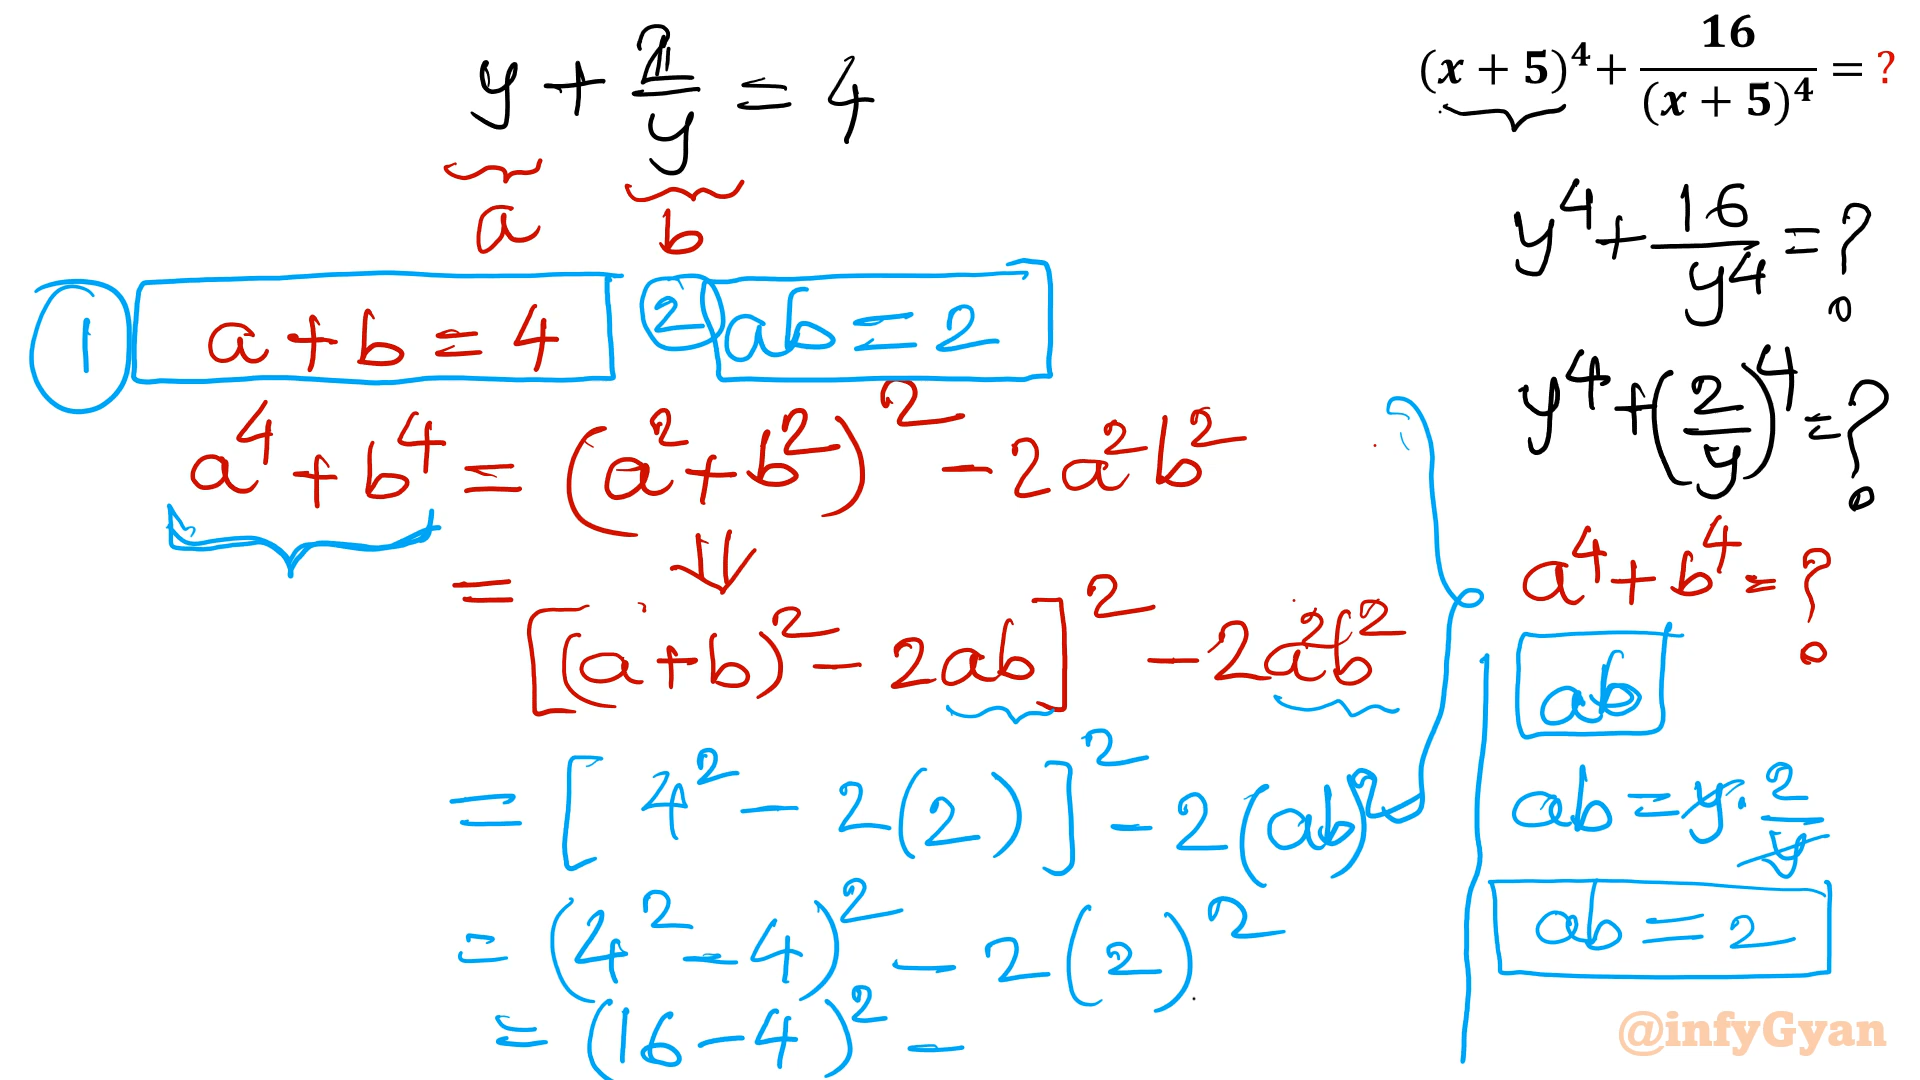 y + 2/y = 4
a b
① a + b = 4 ② ab = 2
a⁴ + b⁴ = (a² + b²)² - 2a²b²
= [(a + b)² - 2ab]² - 2a²b²
= [4² - 2(2)]² - 2(ab)²
= (4² - 4)² - 2(2)²
= (16 - 4)² -
(x + 5)⁴ + 16/(x + 5)⁴ = ?
y⁴ + 16/y⁴ = ?
y⁴ + (2/y)⁴ = ?
a⁴ + b⁴ = ?
ab
ab = y · 2/y
ab = 2
@infyGyan